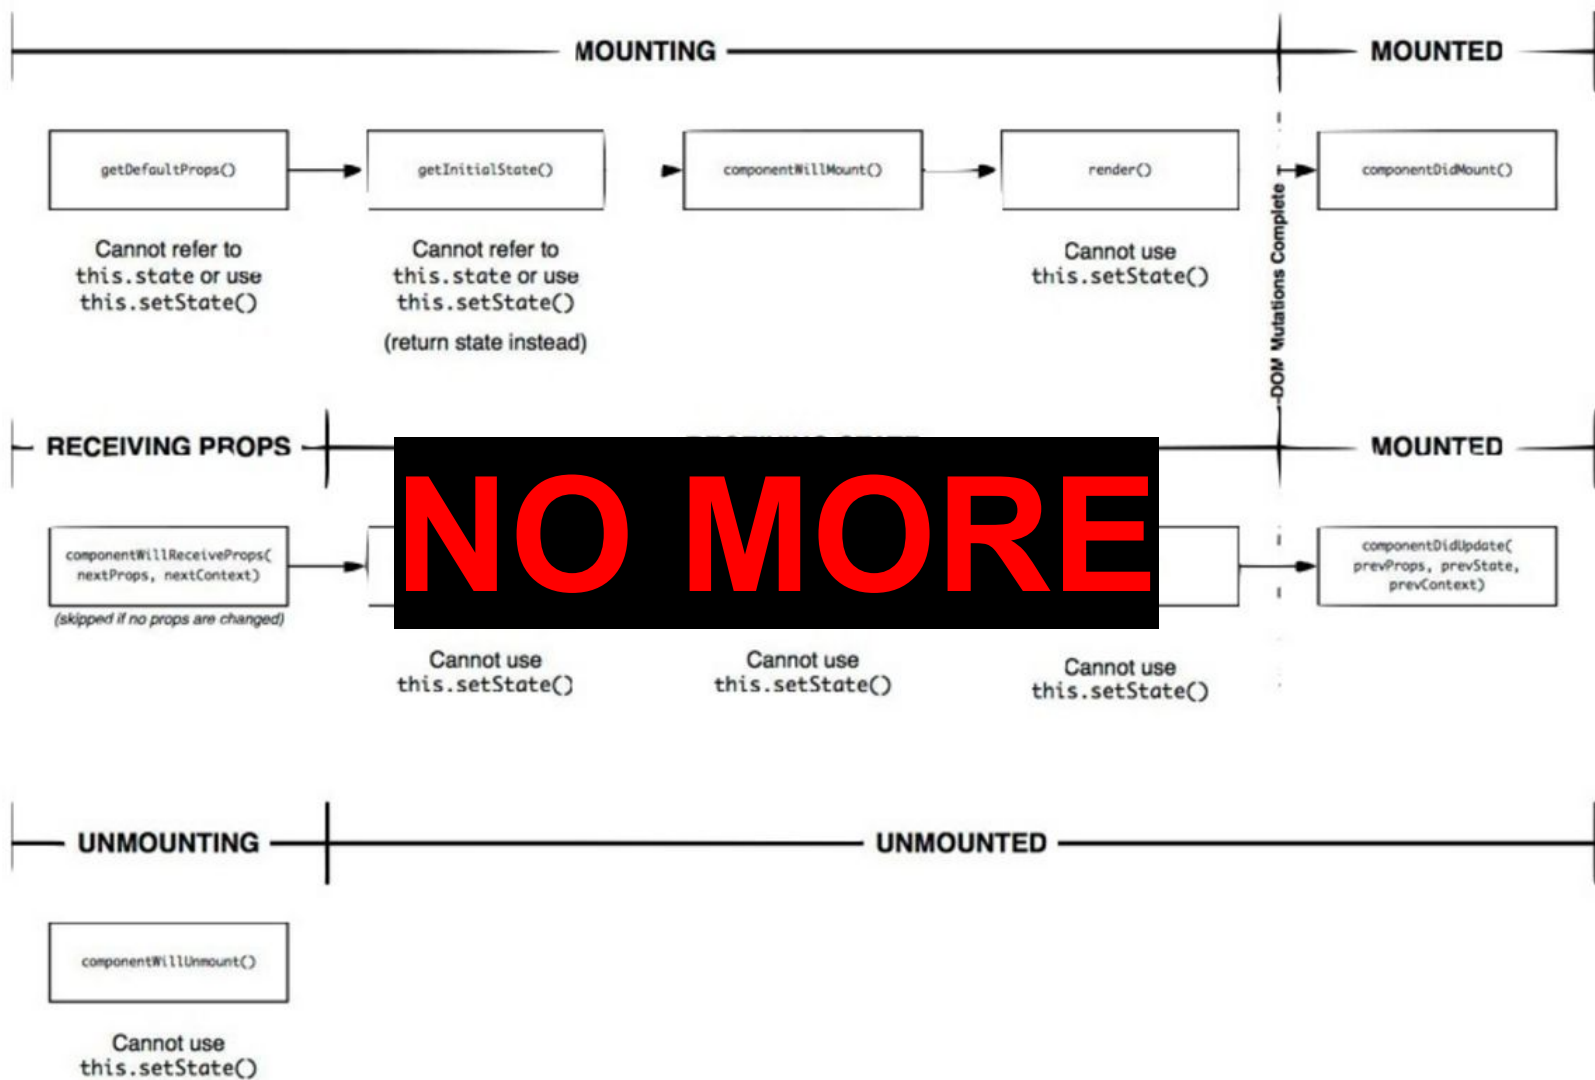 MOUNTING
MOUNTED
getDefaultProps()
getInitialState()
componentWillMount()
render()
componentDidMount()
Cannot refer to
this.state or use
this.setState()
Cannot refer to
this.state or use
this.setState()
(return state instead)
Cannot use
this.setState()
DOM Mutations Complete
RECEIVING PROPS
MOUNTED
NO MORE
componentWillReceiveProps(
nextProps, nextContext)
(skipped if no props are changed)
componentDidUpdate(
prevProps, prevState,
prevContext)
Cannot use
this.setState()
Cannot use
this.setState()
Cannot use
this.setState()
UNMOUNTING
UNMOUNTED
componentWillUnmount()
Cannot use
this.setState()